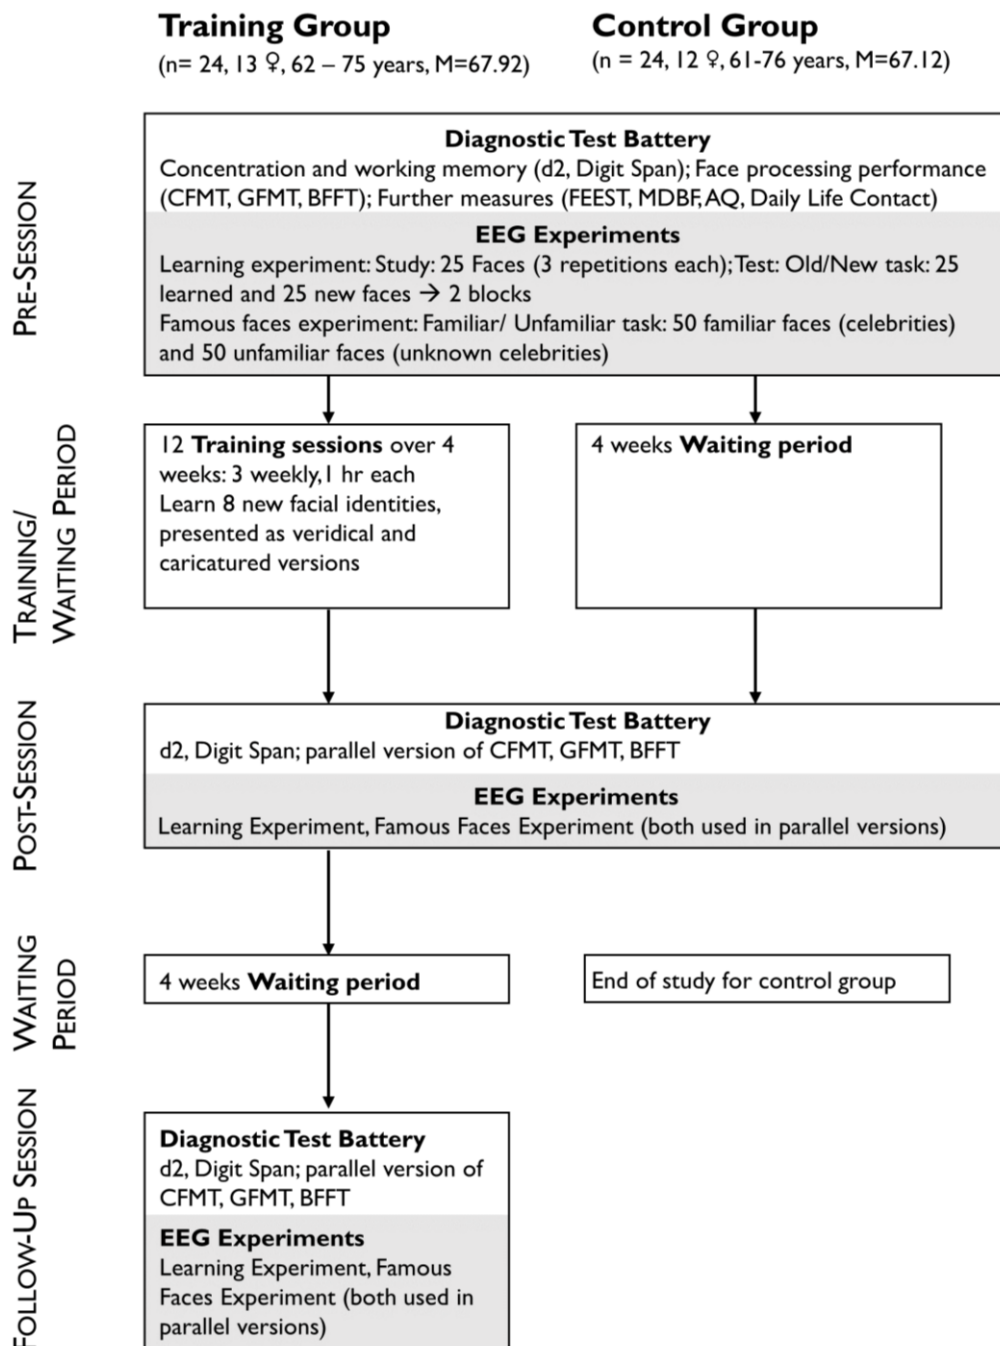 Training Group
(n= 24, 13 ♀, 62 – 75 years, M=67.92)
Control Group
(n = 24, 12 ♀, 61-76 years, M=67.12)
PRE-SESSION
Diagnostic Test Battery
Concentration and working memory (d2, Digit Span); Face processing performance
(CFMT, GFMT, BFFT); Further measures (FEEST, MDBF, AQ, Daily Life Contact)
EEG Experiments
Learning experiment: Study: 25 Faces (3 repetitions each); Test: Old/New task: 25
learned and 25 new faces → 2 blocks
Famous faces experiment: Familiar/ Unfamiliar task: 50 familiar faces (celebrities)
and 50 unfamiliar faces (unknown celebrities)
TRAINING/
WAITING PERIOD
12 Training sessions over 4
weeks: 3 weekly, 1 hr each
Learn 8 new facial identities,
presented as veridical and
caricatured versions
4 weeks Waiting period
POST-SESSION
Diagnostic Test Battery
d2, Digit Span; parallel version of CFMT, GFMT, BFFT
EEG Experiments
Learning Experiment, Famous Faces Experiment (both used in parallel versions)
WAITING
PERIOD
4 weeks Waiting period
End of study for control group
FOLLOW-UP SESSION
Diagnostic Test Battery
d2, Digit Span; parallel version of
CFMT, GFMT, BFFT
EEG Experiments
Learning Experiment, Famous
Faces Experiment (both used in
parallel versions)